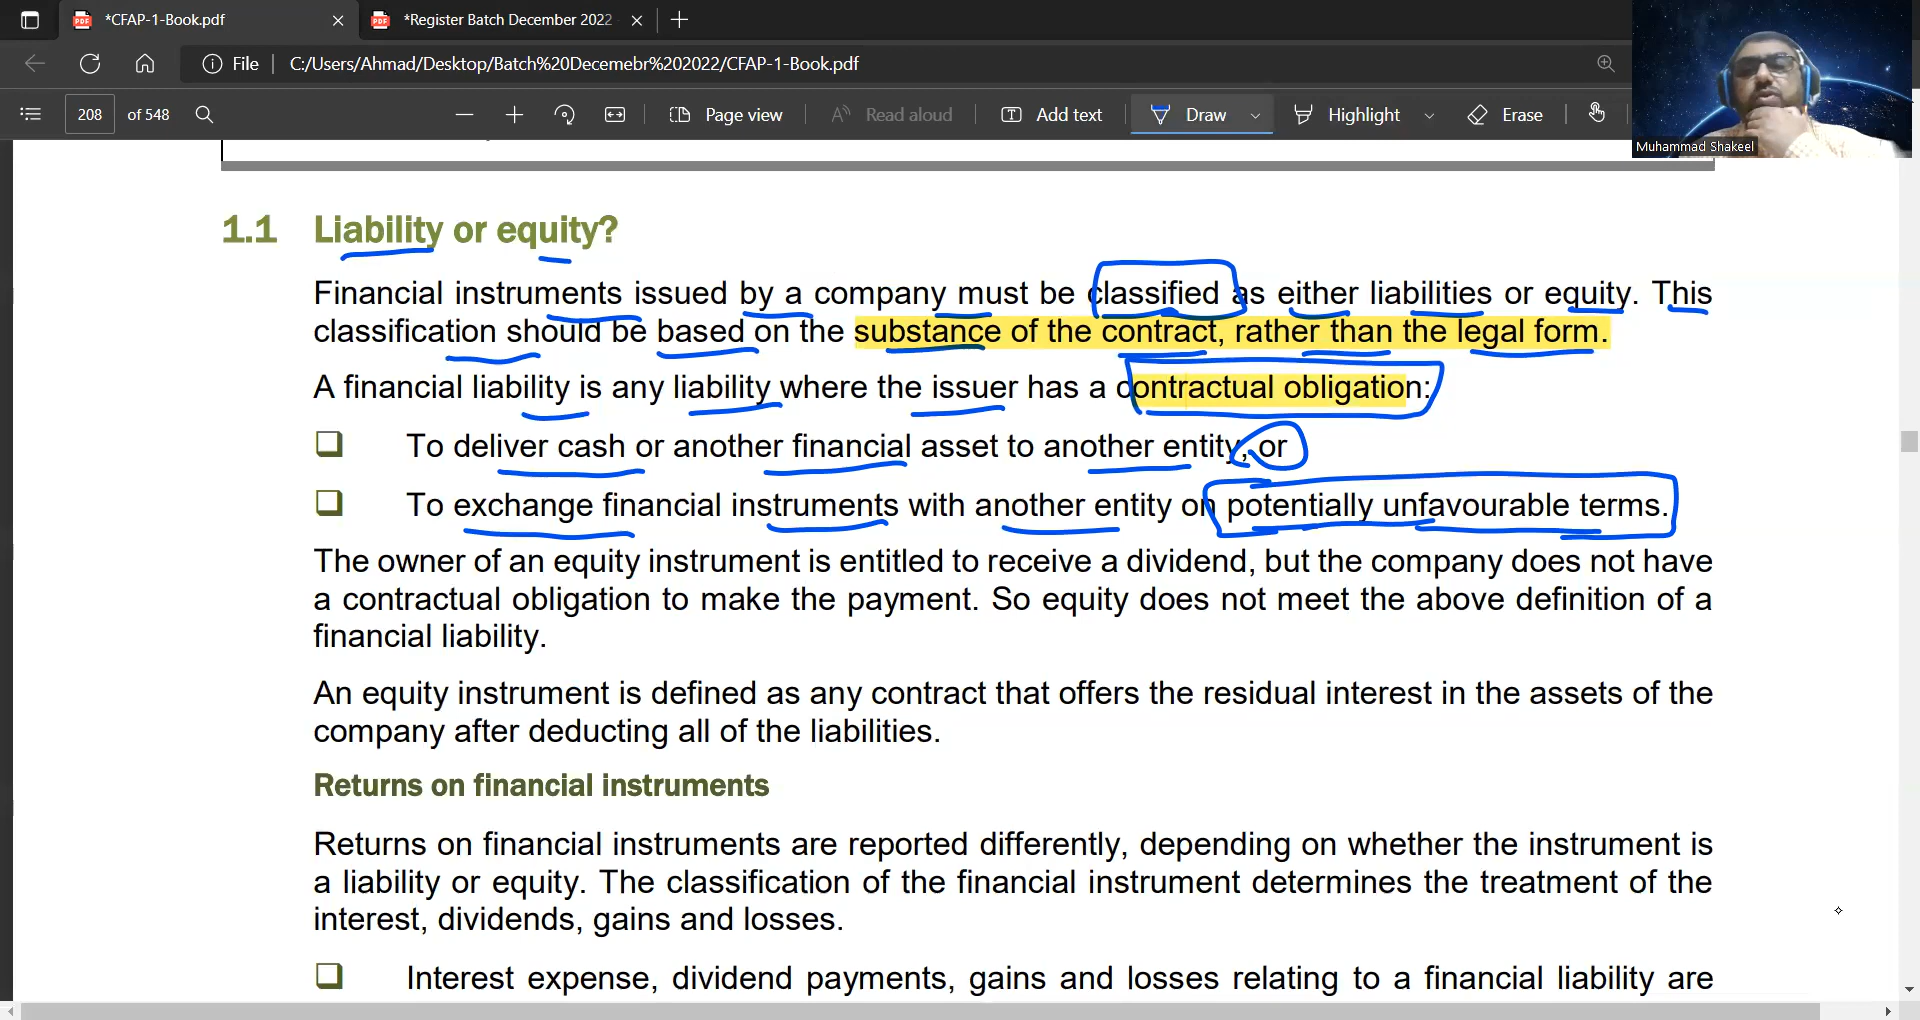 *CFAP-1-Book.pdf
*Register Batch December 2022
File
C:/Users/Ahmad/Desktop/Batch%20Decemebr%202022/CFAP-1-Book.pdf
208 of 548
Page view
Read aloud
Add text
Draw
Highlight
Erase
Muhammad Shakeel
1.1 Liability or equity?
Financial instruments issued by a company must be classified as either liabilities or equity. This
classification should be based on the substance of the contract, rather than the legal form.
A financial liability is any liability where the issuer has a contractual obligation:
To deliver cash or another financial asset to another entity, or
To exchange financial instruments with another entity on potentially unfavourable terms.
The owner of an equity instrument is entitled to receive a dividend, but the company does not have
a contractual obligation to make the payment. So equity does not meet the above definition of a
financial liability.
An equity instrument is defined as any contract that offers the residual interest in the assets of the
company after deducting all of the liabilities.
Returns on financial instruments
Returns on financial instruments are reported differently, depending on whether the instrument is
a liability or equity. The classification of the financial instrument determines the treatment of the
interest, dividends, gains and losses.
Interest expense, dividend payments, gains and losses relating to a financial liability are